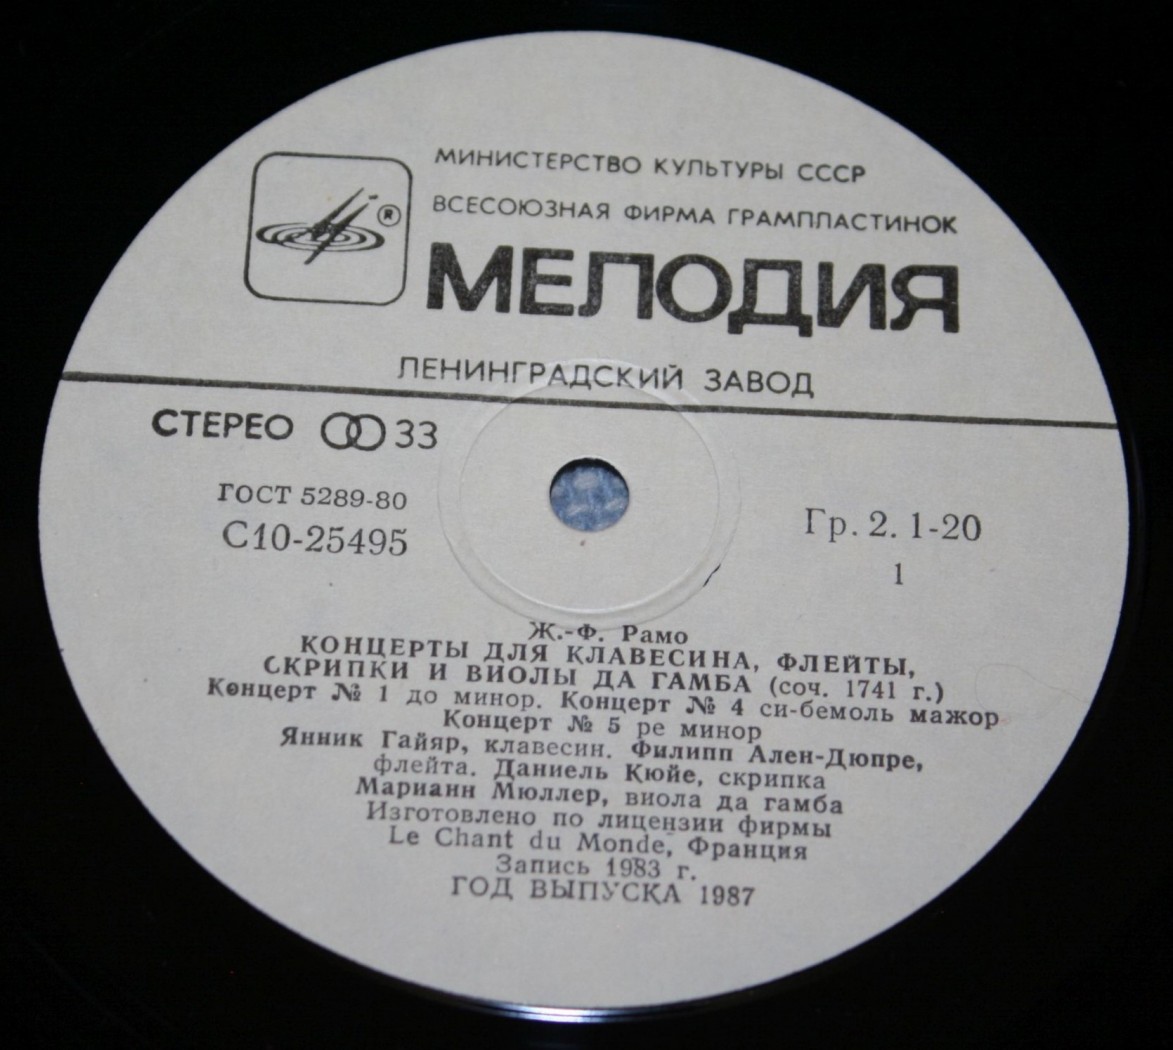 МИНИСТЕРСТВО КУЛЬТУРЫ СССР
ВСЕСОЮЗНАЯ ФИРМА ГРАМПЛАСТИНОК
®
МЕЛОДИЯ
ЛЕНИНГРАДСКИЙ ЗАВОД
СТЕРЕО 33
ГОСТ 5289-80
С10-25495
Гр. 2. 1-20
1
Ж.-Ф. Рамо
КОНЦЕРТЫ ДЛЯ КЛАВЕСИНА, ФЛЕЙТЫ,
СКРИПКИ И ВИОЛЫ ДА ГАМБА (соч. 1741 г.)
Концерт № 1 до минор. Концерт № 4 си-бемоль мажор
Концерт № 5 ре минор
Янник Гайяр, клавесин. Филипп Ален-Дюпре,
флейта. Даниель Кюйе, скрипка
Марианн Мюллер, виола да гамба
Изготовлено по лицензии фирмы
Le Chant du Monde, Франция
Запись 1983 г.
ГОД ВЫПУСКА 1987